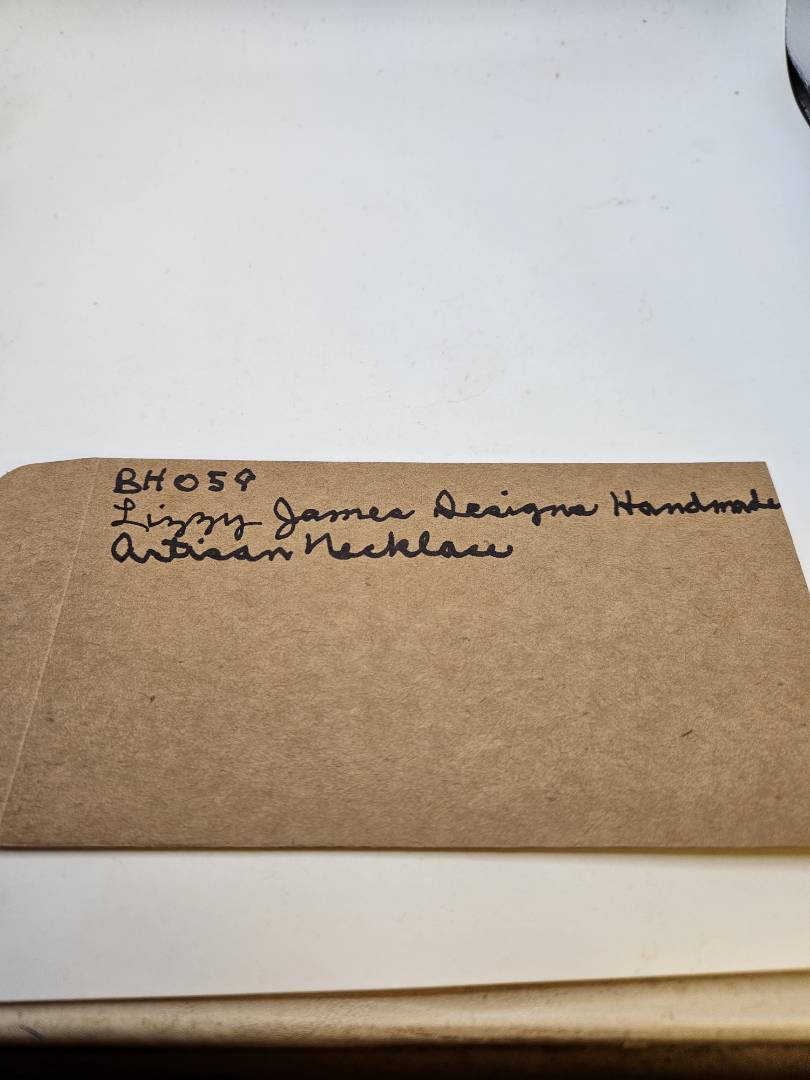 BH059
Lizzy James Designs Handmade
Artisan Necklace